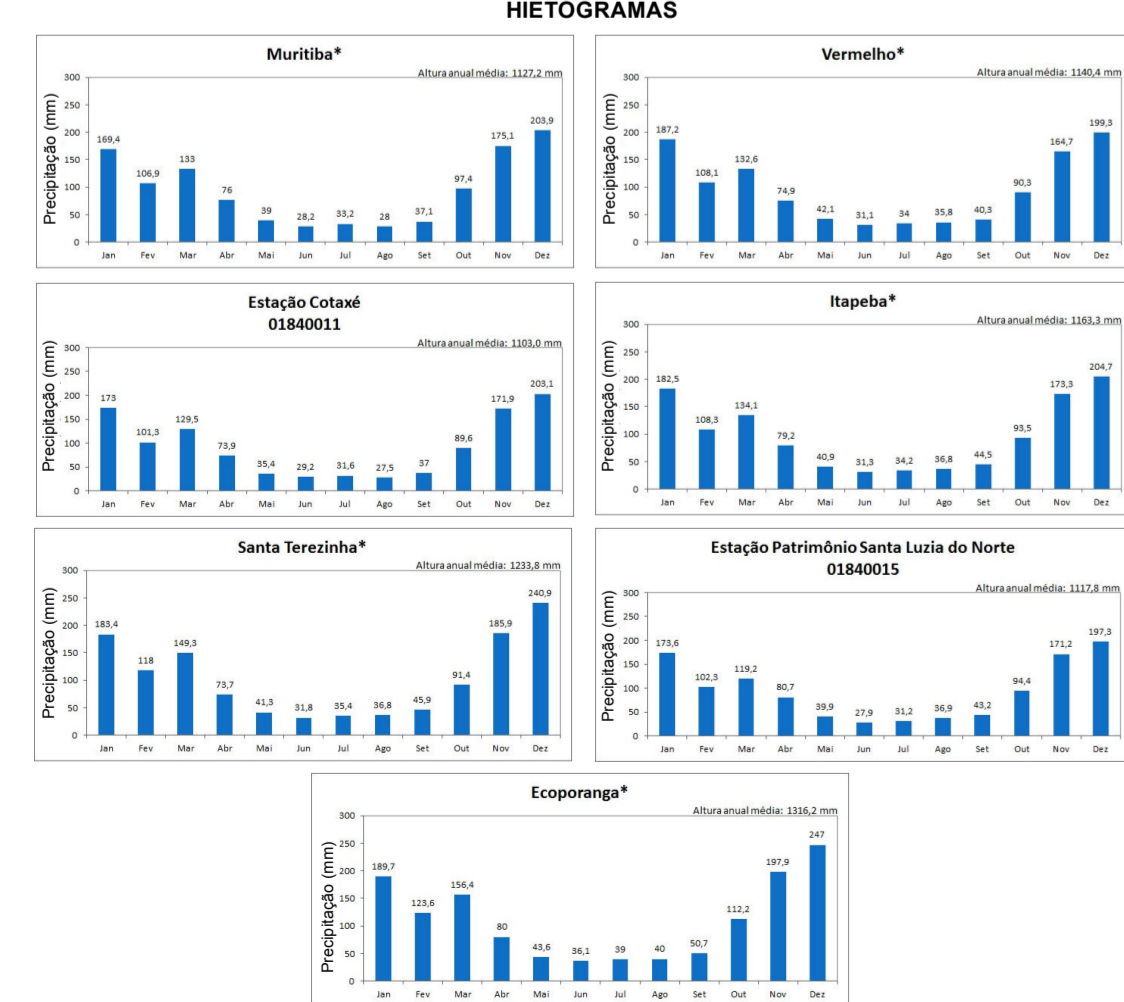 HIETOGRAMAS
Muritiba*
Altura anual média: 1127,2 mm
Precipitação (mm)
300
250
200
150
100
50
0
169,4 106,9 133 76 39 28,2 33,2 28 37,1 97,4 175,1 203,9
Jan Fev Mar Abr Mai Jun Jul Ago Set Out Nov Dez
Vermelho*
Altura anual média: 1140,4 mm
Precipitação (mm)
300
250
200
150
100
50
0
187,2 108,1 132,6 74,9 42,1 31,1 34 35,8 40,3 90,3 164,7 199,3
Jan Fev Mar Abr Mai Jun Jul Ago Set Out Nov Dez
Estação Cotaxé
01840011
Altura anual média: 1103,0 mm
Precipitação (mm)
300
250
200
150
100
50
0
173 101,3 129,5 73,9 35,4 29,2 31,6 27,5 37 89,6 171,9 203,1
Jan Fev Mar Abr Mai Jun Jul Ago Set Out Nov Dez
Itapeba*
Altura anual média: 1163,3 mm
Precipitação (mm)
300
250
200
150
100
50
0
182,5 108,3 134,1 79,2 40,9 31,3 34,2 36,8 44,5 93,5 173,3 204,7
Jan Fev Mar Abr Mai Jun Jul Ago Set Out Nov Dez
Santa Terezinha*
Altura anual média: 1233,8 mm
Precipitação (mm)
300
250
200
150
100
50
0
183,4 118 149,3 73,7 41,3 31,8 35,4 36,8 45,9 91,4 185,9 240,9
Jan Fev Mar Abr Mai Jun Jul Ago Set Out Nov Dez
Estação Patrimônio Santa Luzia do Norte
01840015
Altura anual média: 1117,8 mm
Precipitação (mm)
300
250
200
150
100
50
0
173,6 102,3 119,2 80,7 39,9 27,9 31,2 36,9 43,2 94,4 171,2 197,3
Jan Fev Mar Abr Mai Jun Jul Ago Set Out Nov Dez
Ecoporanga*
Altura anual média: 1316,2 mm
Precipitação (mm)
300
250
200
150
100
50
0
189,7 123,6 156,4 80 43,6 36,1 39 40 50,7 112,2 197,9 247
Jan Fev Mar Abr Mai Jun Jul Ago Set Out Nov Dez